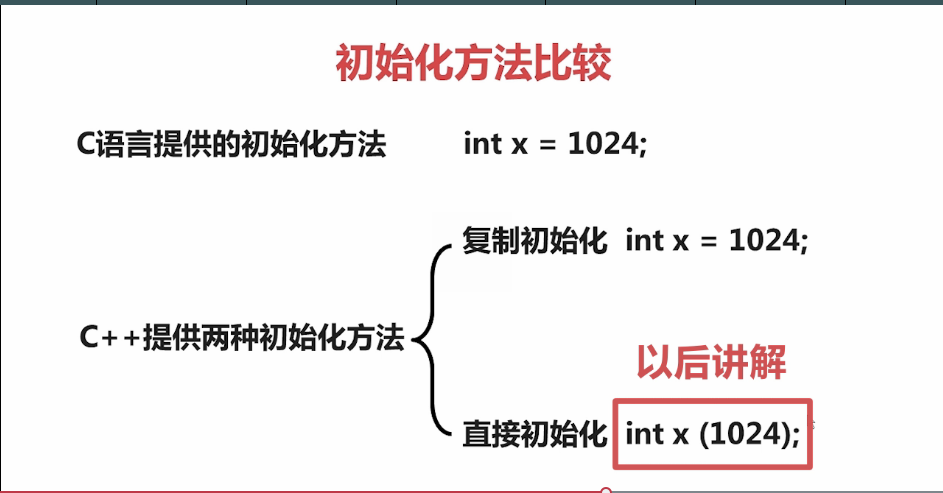 初始化方法比较
C语言提供的初始化方法 int x = 1024;
复制初始化 int x = 1024;
C++提供两种初始化方法
以后讲解
直接初始化 int x (1024);